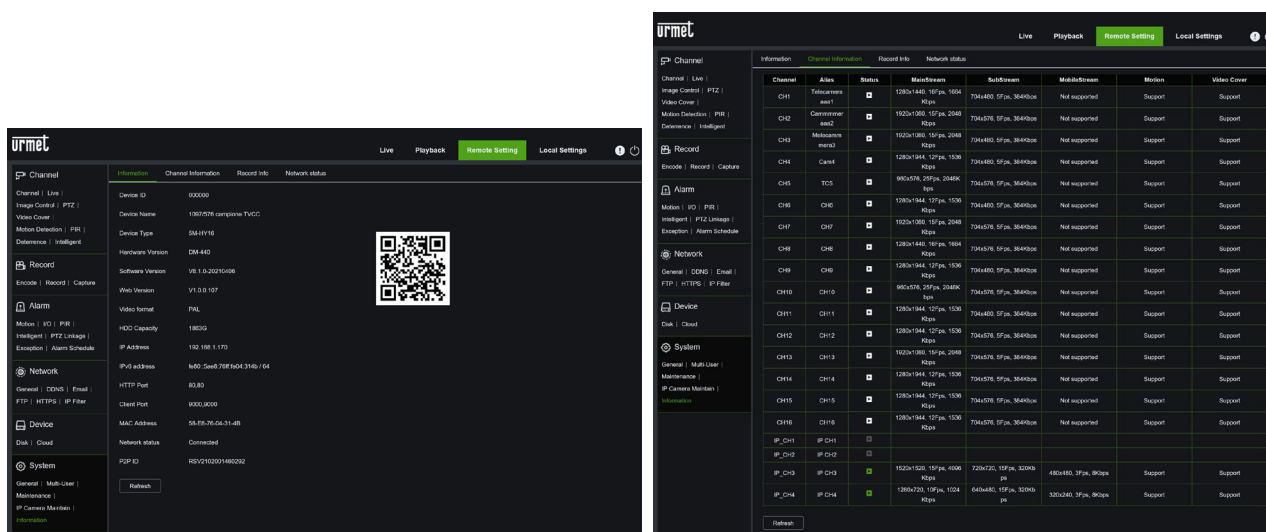 urmet
Live Playback Remote Setting Local Settings
Channel
Channel | Live |
Image Control | PTZ |
Video Cover |
Motion Detection | PIR |
Deterrence | Intelligent
Record
Encode | Record | Capture
Alarm
Motion | I/O | PIR |
Intelligent | PTZ Linkage |
Exception | Alarm Schedule
Network
General | DDNS | Email |
FTP | HTTPS | IP Filter
Device
Disk | Cloud
System
General | Multi-User |
Maintenance |
IP Camera Maintain |
Information
Information Channel Information Record Info Network status
Device ID 000000
Device Name 1097/576 campione TVCC
Device Type 5M-HY16
Hardware Version DM-440
Software Version V8.1.0-20210406
Web Version V1.0.0.107
Video format PAL
HDD Capacity 1863G
IP Address 192.168.1.170
IPv6 address fe80::5ae8:76ff:fe04:314b / 64
HTTP Port 80,80
Client Port 9000,9000
MAC Address 58-E8-76-04-31-4B
Network status Connected
P2P ID RSV2102001460292
Refresh
urmet
Live Playback Remote Setting Local Settings
Channel
Channel | Live |
Image Control | PTZ |
Video Cover |
Motion Detection | PIR |
Deterrence | Intelligent
Record
Encode | Record | Capture
Alarm
Motion | I/O | PIR |
Intelligent | PTZ Linkage |
Exception | Alarm Schedule
Network
General | DDNS | Email |
FTP | HTTPS | IP Filter
Device
Disk | Cloud
System
General | Multi-User |
Maintenance |
IP Camera Maintain |
Information
Information Channel Information Record Info Network status
Channel Alias Status MainStream SubStream MobileStream Motion Video Cover
CH1 Telecamera aaa1 1280x1440, 16Fps, 1664 Kbps 704x480, 5Fps, 384Kbps Not supported Support Support
CH2 Cammmmer aaa2 1920x1080, 15Fps, 2048 Kbps 704x576, 5Fps, 384Kbps Not supported Support Support
CH3 Melocamm mera3 1920x1080, 15Fps, 2048 Kbps 704x480, 5Fps, 384Kbps Not supported Support Support
CH4 Cam4 1280x1944, 12Fps, 1536 Kbps 704x480, 5Fps, 384Kbps Not supported Support Support
CH5 TC5 960x576, 25Fps, 2048K bps 704x576, 5Fps, 384Kbps Not supported Support Support
CH6 CH6 1280x1944, 12Fps, 1536 Kbps 704x480, 5Fps, 384Kbps Not supported Support Support
CH7 CH7 1920x1080, 15Fps, 2048 Kbps 704x576, 5Fps, 384Kbps Not supported Support Support
CH8 CH8 1280x1440, 16Fps, 1664 Kbps 704x576, 5Fps, 384Kbps Not supported Support Support
CH9 CH9 1280x1944, 12Fps, 1536 Kbps 704x480, 5Fps, 384Kbps Not supported Support Support
CH10 CH10 960x576, 25Fps, 2048K bps 704x576, 5Fps, 384Kbps Not supported Support Support
CH11 CH11 1280x1944, 12Fps, 1536 Kbps 704x480, 5Fps, 384Kbps Not supported Support Support
CH12 CH12 1280x1944, 12Fps, 1536 Kbps 704x576, 5Fps, 384Kbps Not supported Support Support
CH13 CH13 1920x1080, 15Fps, 2048 Kbps 704x576, 5Fps, 384Kbps Not supported Support Support
CH14 CH14 1280x1944, 12Fps, 1536 Kbps 704x576, 5Fps, 384Kbps Not supported Support Support
CH15 CH15 1280x1944, 12Fps, 1536 Kbps 704x576, 5Fps, 384Kbps Not supported Support Support
CH16 CH16 1280x1944, 12Fps, 1536 Kbps 704x576, 5Fps, 384Kbps Not supported Support Support
IP_CH1 IP CH1
IP_CH2 IP CH2
IP_CH3 IP CH3 1520x1520, 15Fps, 4096 Kbps 720x720, 15Fps, 320Kb ps 480x480, 3Fps, 8Kbps Support Support
IP_CH4 IP CH4 1280x720, 10Fps, 1024 Kbps 640x480, 15Fps, 320Kb ps 320x240, 3Fps, 8Kbps Support Support
Refresh